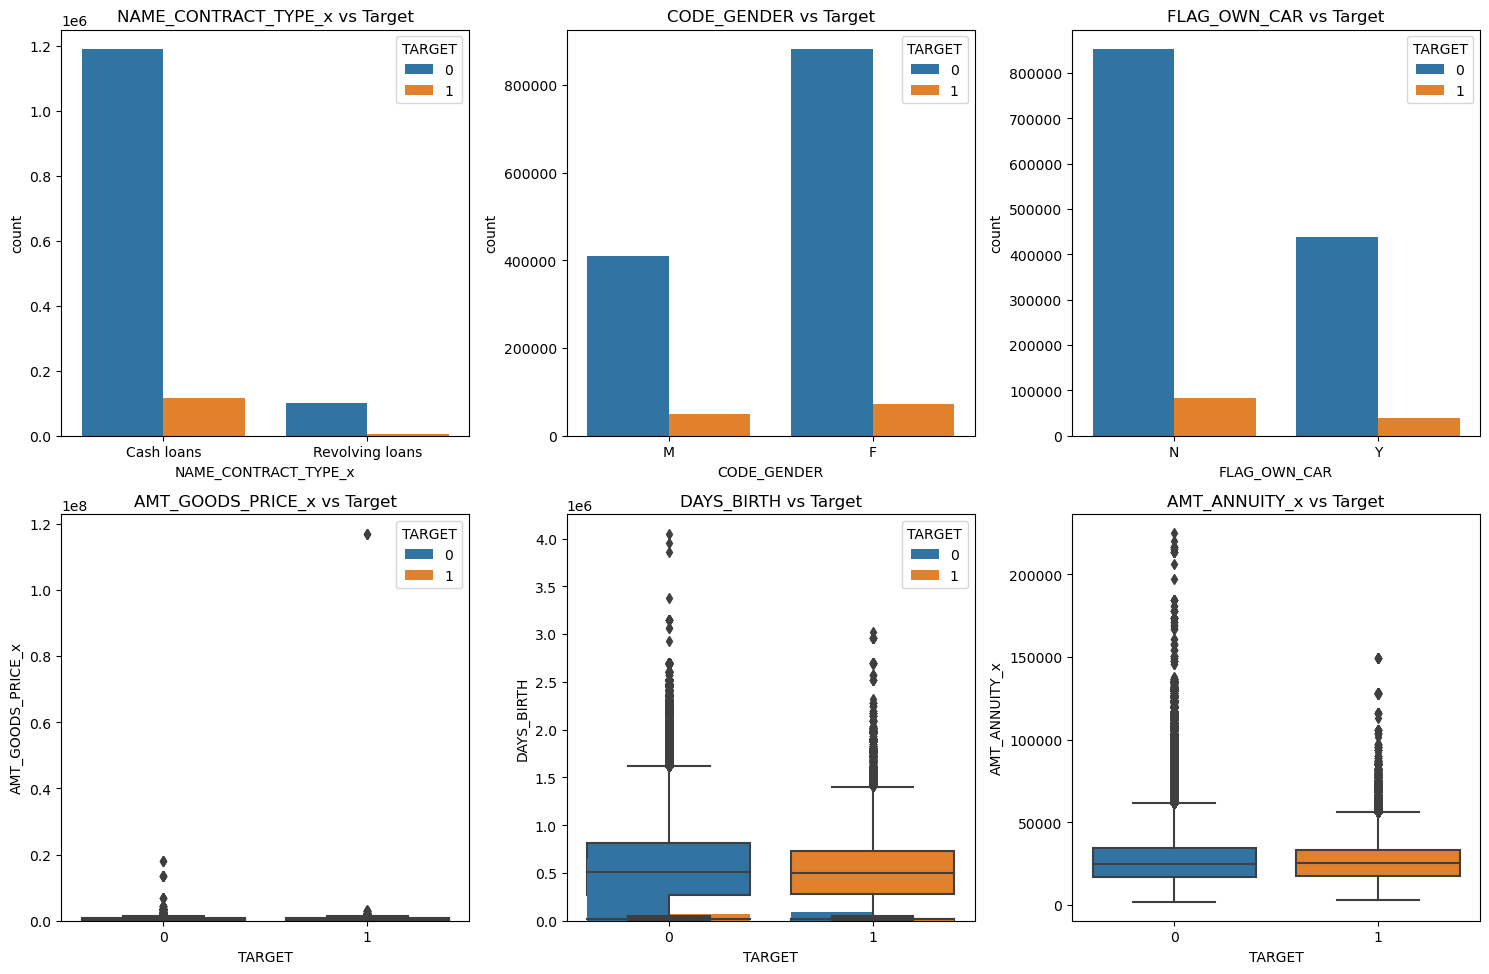 NAME_CONTRACT_TYPE_x vs Target
1e6
1.2
1.0
0.8
0.6
0.4
0.2
0.0
count
TARGET
0
1
Cash loans
Revolving loans
NAME_CONTRACT_TYPE_x
CODE_GENDER vs Target
800000
600000
400000
200000
0
count
TARGET
0
1
M
F
CODE_GENDER
FLAG_OWN_CAR vs Target
800000
700000
600000
500000
400000
300000
200000
100000
0
count
TARGET
0
1
N
Y
FLAG_OWN_CAR
AMT_GOODS_PRICE_x vs Target
1e8
1.2
1.0
0.8
0.6
0.4
0.2
0.0
AMT_GOODS_PRICE_x
TARGET
0
1
0
1
TARGET
DAYS_BIRTH vs Target
1e6
4.0
3.5
3.0
2.5
2.0
1.5
1.0
0.5
0.0
DAYS_BIRTH
TARGET
0
1
0
1
TARGET
AMT_ANNUITY_x vs Target
200000
150000
100000
50000
0
AMT_ANNUITY_x
0
1
TARGET